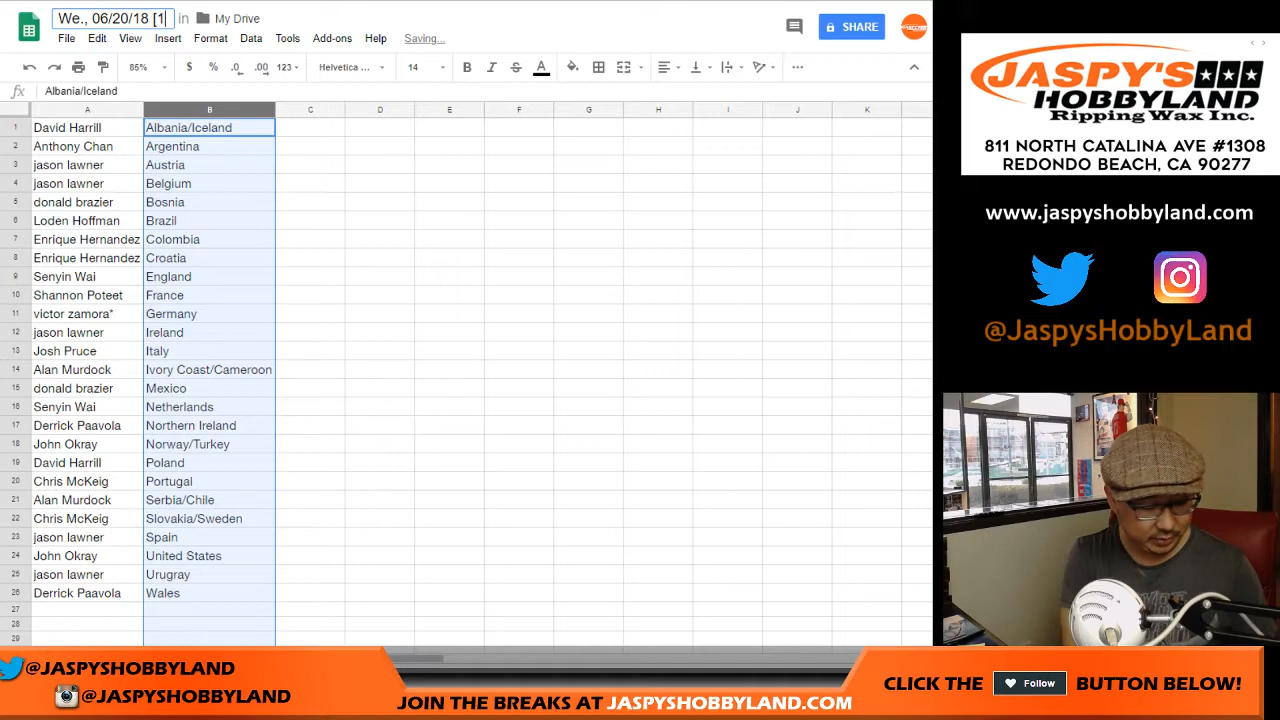 We., 06/20/18 [1 in My Drive
File Edit View Insert Format Data Tools Add-ons Help Saving...
SHARE
85% $ % .0 .00 123 Helvetica ... 14 B I S A
fx Albania/Iceland
A B C D E F G H I J K
1 David Harrill Albania/Iceland
2 Anthony Chan Argentina
3 jason lawner Austria
4 jason lawner Belgium
5 donald brazier Bosnia
6 Loden Hoffman Brazil
7 Enrique Hernandez Colombia
8 Enrique Hernandez Croatia
9 Senyin Wai England
10 Shannon Poteet France
11 victor zamora* Germany
12 jason lawner Ireland
13 Josh Pruce Italy
14 Alan Murdock Ivory Coast/Cameroon
15 donald brazier Mexico
16 Senyin Wai Netherlands
17 Derrick Paavola Northern Ireland
18 John Okray Norway/Turkey
19 David Harrill Poland
20 Chris McKeig Portugal
21 Alan Murdock Serbia/Chile
22 Chris McKeig Slovakia/Sweden
23 jason lawner Spain
24 John Okray United States
25 jason lawner Urugray
26 Derrick Paavola Wales
27
28
29
JASPY'S
HOBBYLAND
Ripping Wax Inc.
811 NORTH CATALINA AVE #1308
REDONDO BEACH, CA 90277
www.jaspyshobbyland.com
@JaspysHobbyLand
@JASPYSHOBBYLAND
@JASPYSHOBBYLAND
JOIN THE BREAKS AT JASPYSHOBBYLAND.COM
CLICK THE Follow BUTTON BELOW!